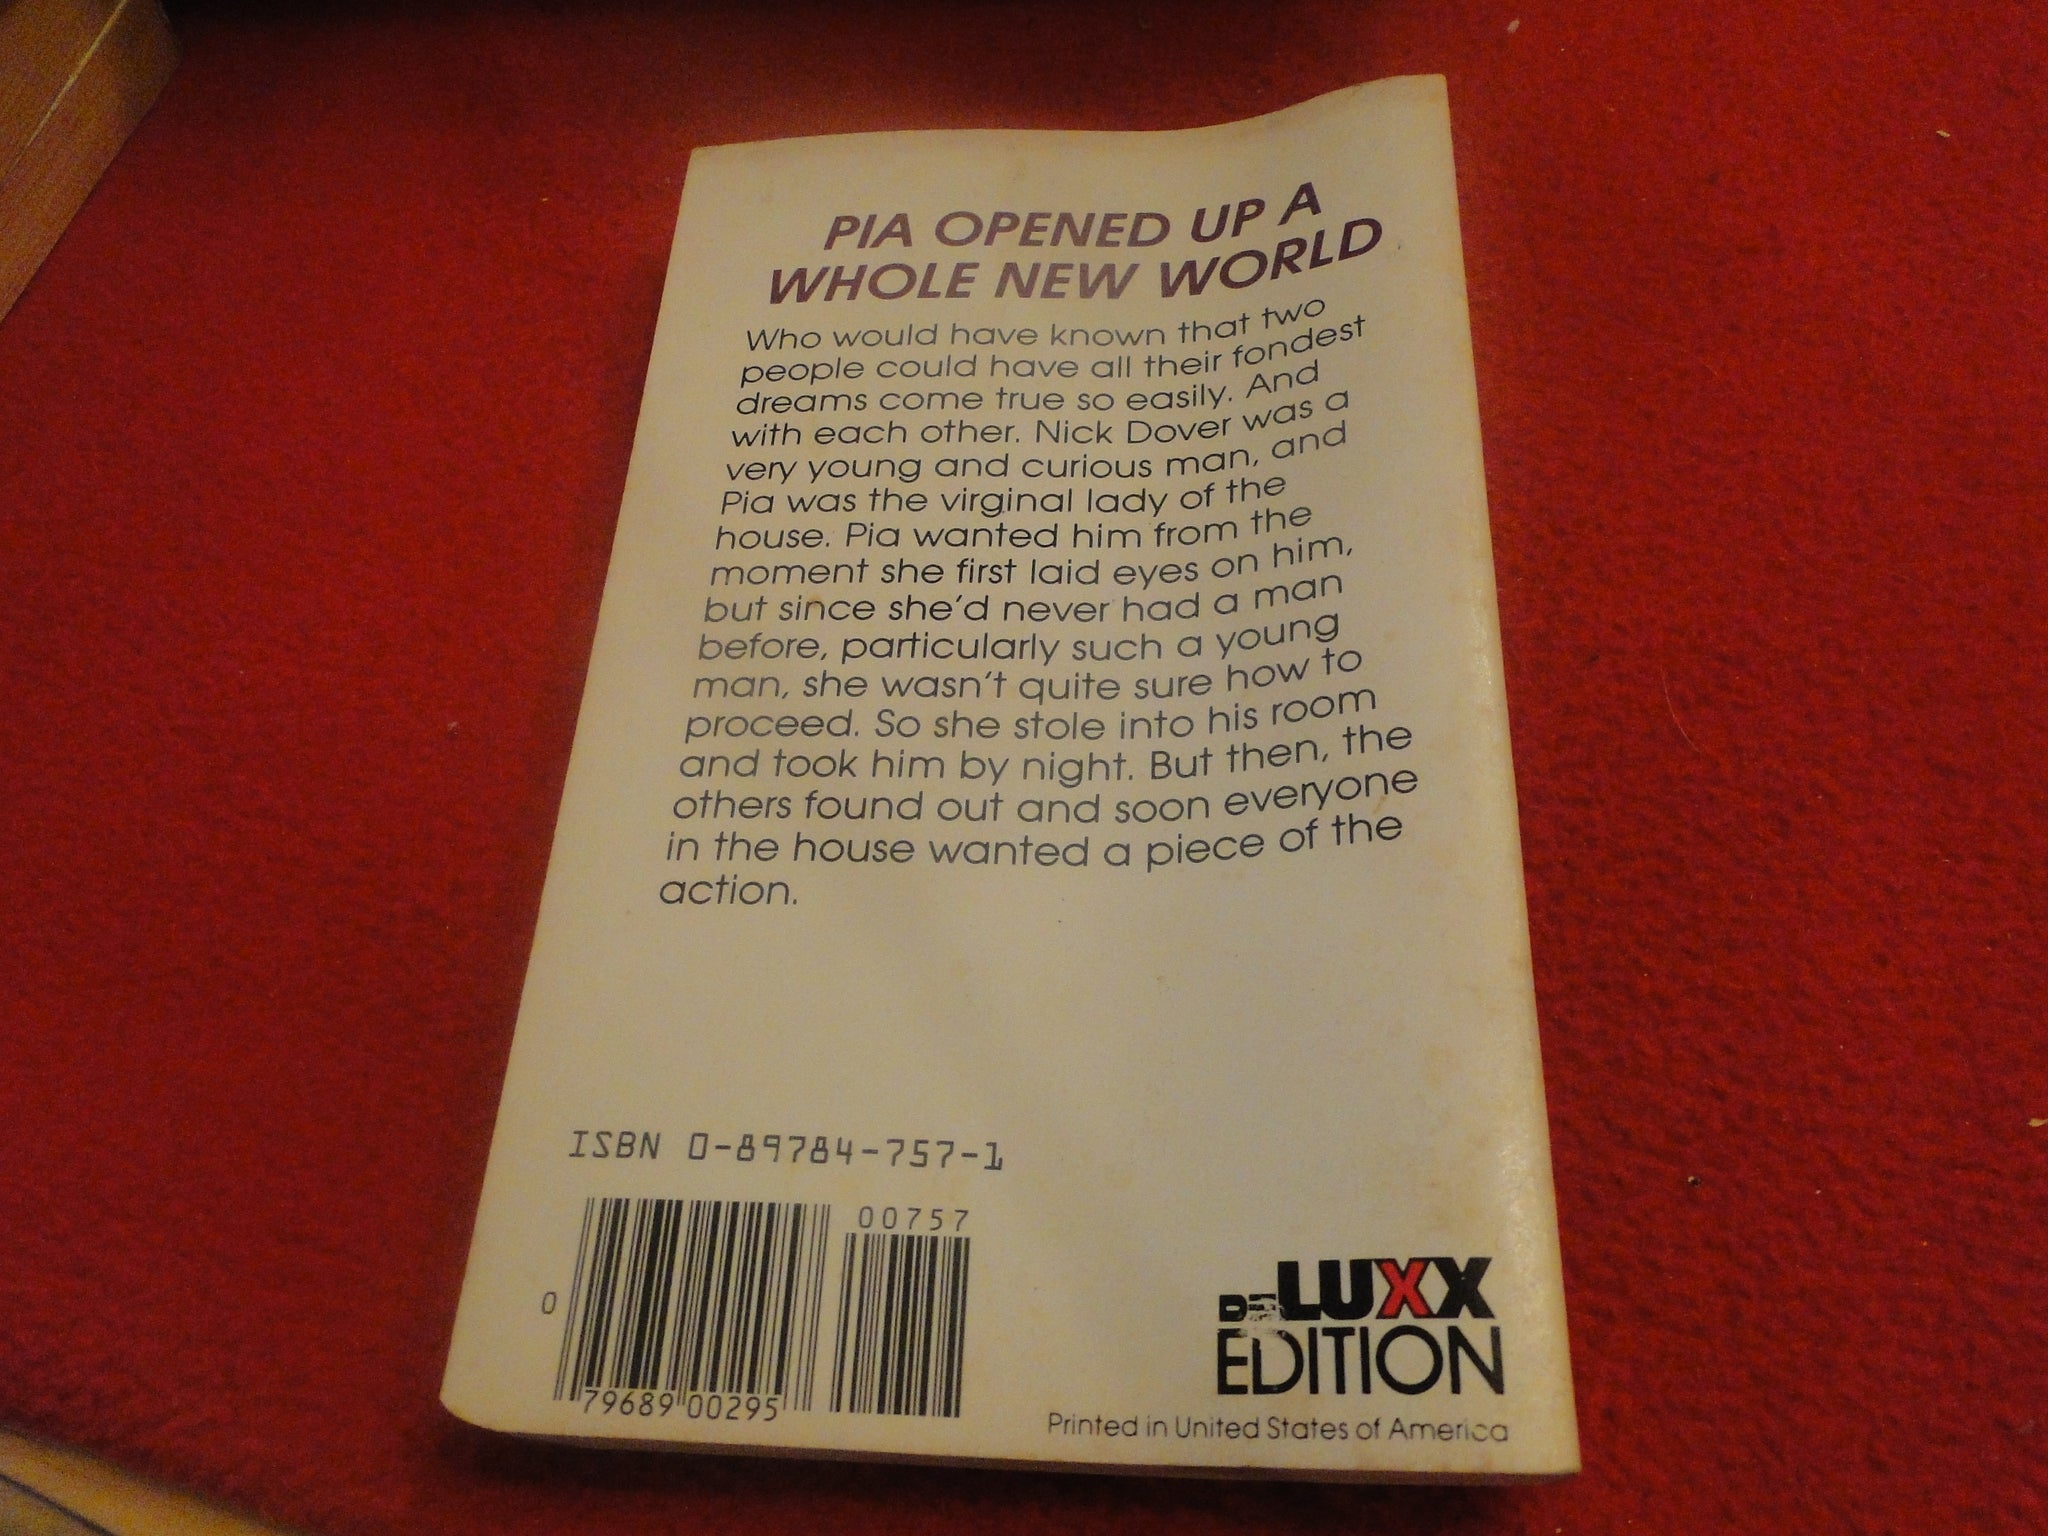 PIA OPENED UP A
WHOLE NEW WORLD
Who would have known that two
people could have all their fondest
dreams come true so easily. And
with each other. Nick Dover was a
very young and curious man, and
Pia was the virginal lady of the
house. Pia wanted him from the
moment she first laid eyes on him,
but since she'd never had a man
before, particularly such a young
man, she wasn't quite sure how to
proceed. So she stole into his room
and took him by night. But then, the
others found out and soon everyone
in the house wanted a piece of the
action.
ISBN 0-89784-757-1
00757
0
79689 00295
LUXX
EDITION
Printed in United States of America